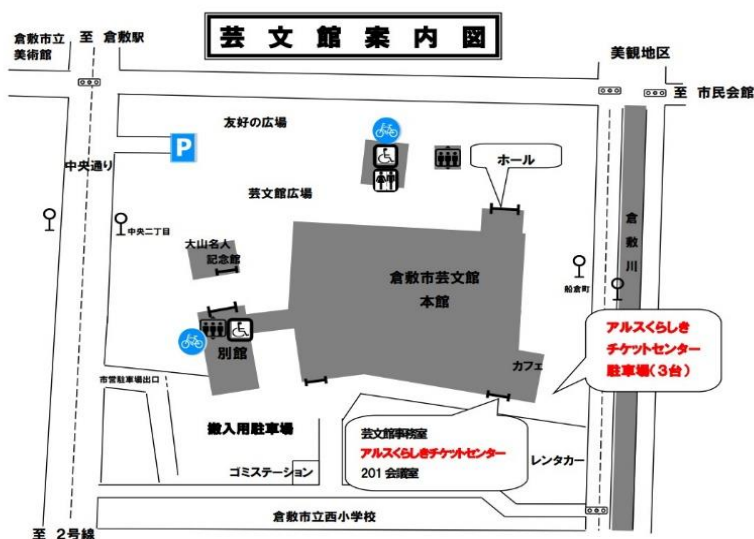 芸文館案内図
倉敷市立
美術館
至 倉敷駅
美観地区
至 市民会館
友好の広場
P
中央通り
ホール
芸文館広場
中央二丁目
大山名人
記念館
倉敷市芸文館
本館
倉敷川
船倉町
アルスくらしき
チケットセンター
駐車場(3台)
別館
カフェ
市営駐車場出口
搬入用駐車場
芸文館事務室
アルスくらしきチケットセンター
201会議室
レンタカー
ゴミステーション
倉敷市立西小学校
至 2号線